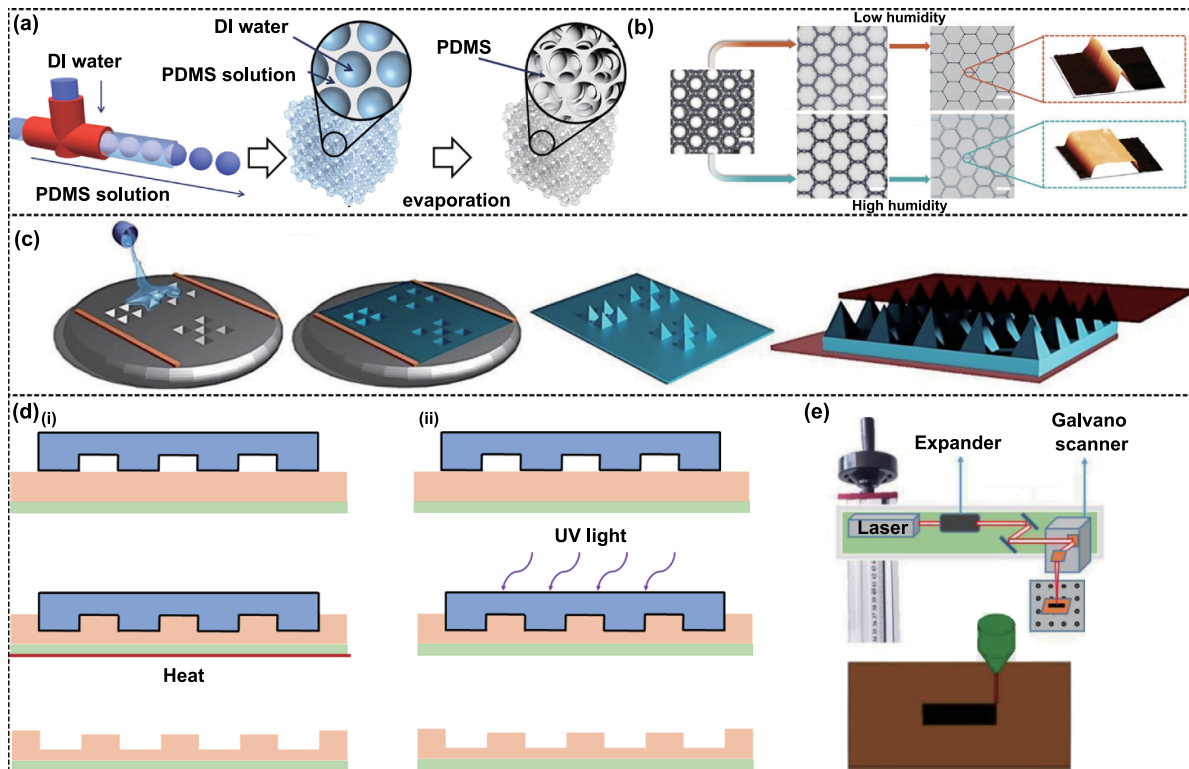 (a)
DI water
PDMS solution
DI water
PDMS solution
evaporation
PDMS
(b)
Low humidity
High humidity
(c)
(d)
(i)
Heat
(ii)
UV light
(e)
Expander
Galvano
scanner
Laser